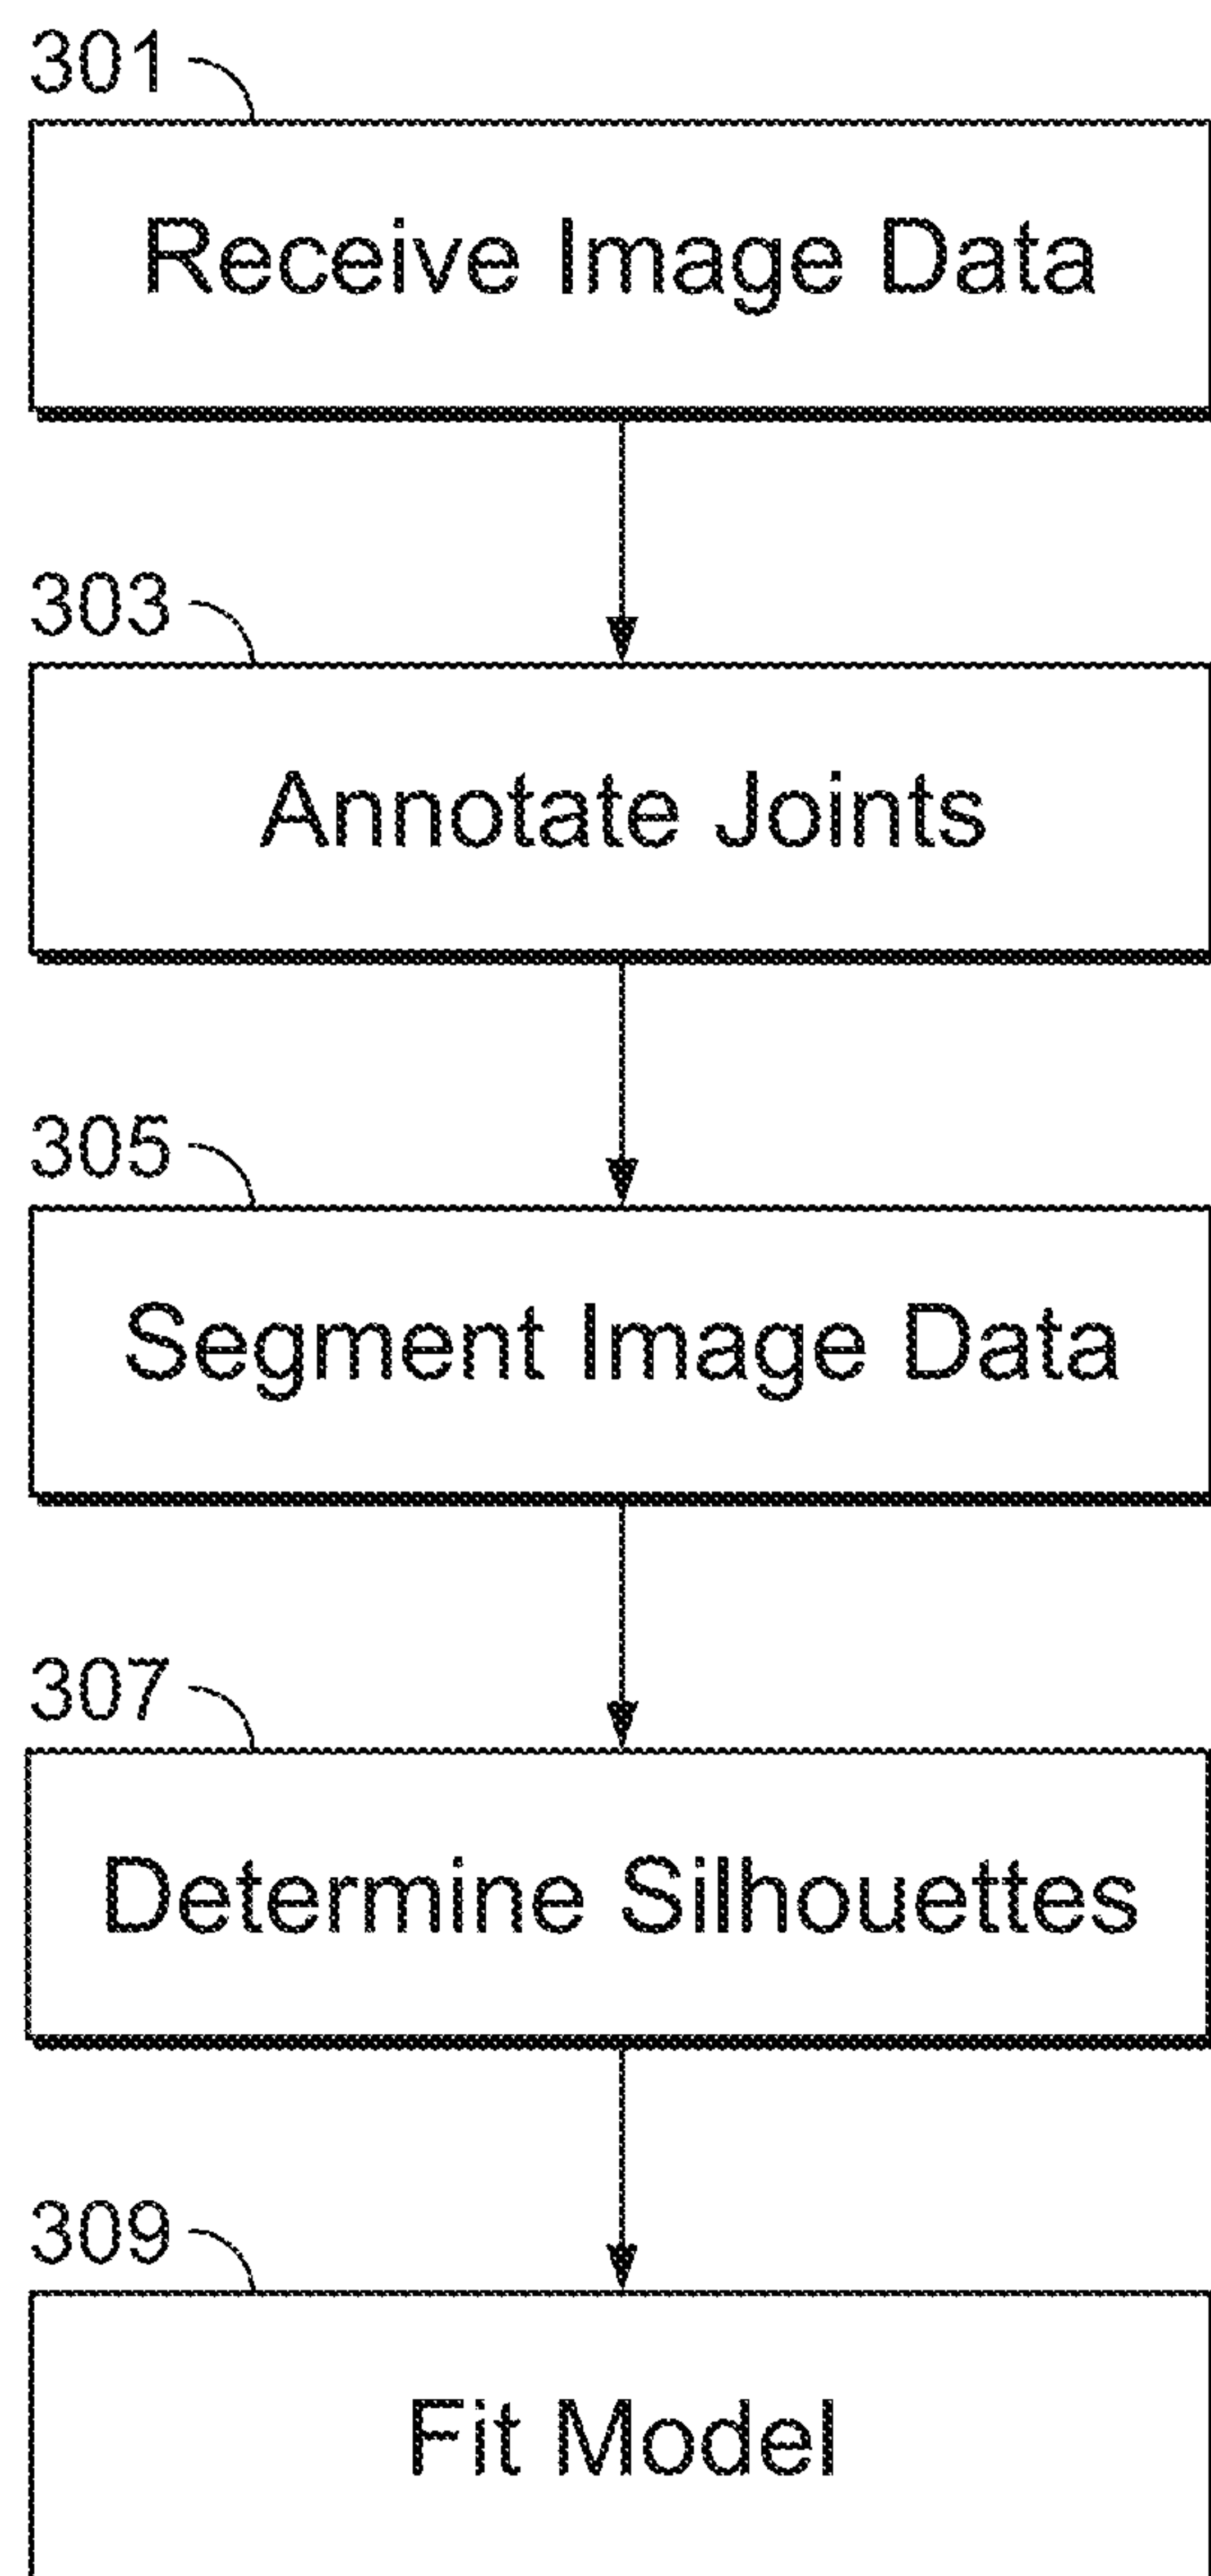 301
Receive Image Data
303
Annotate Joints
305
Segment Image Data
307
Determine Silhouettes
309
Fit Model